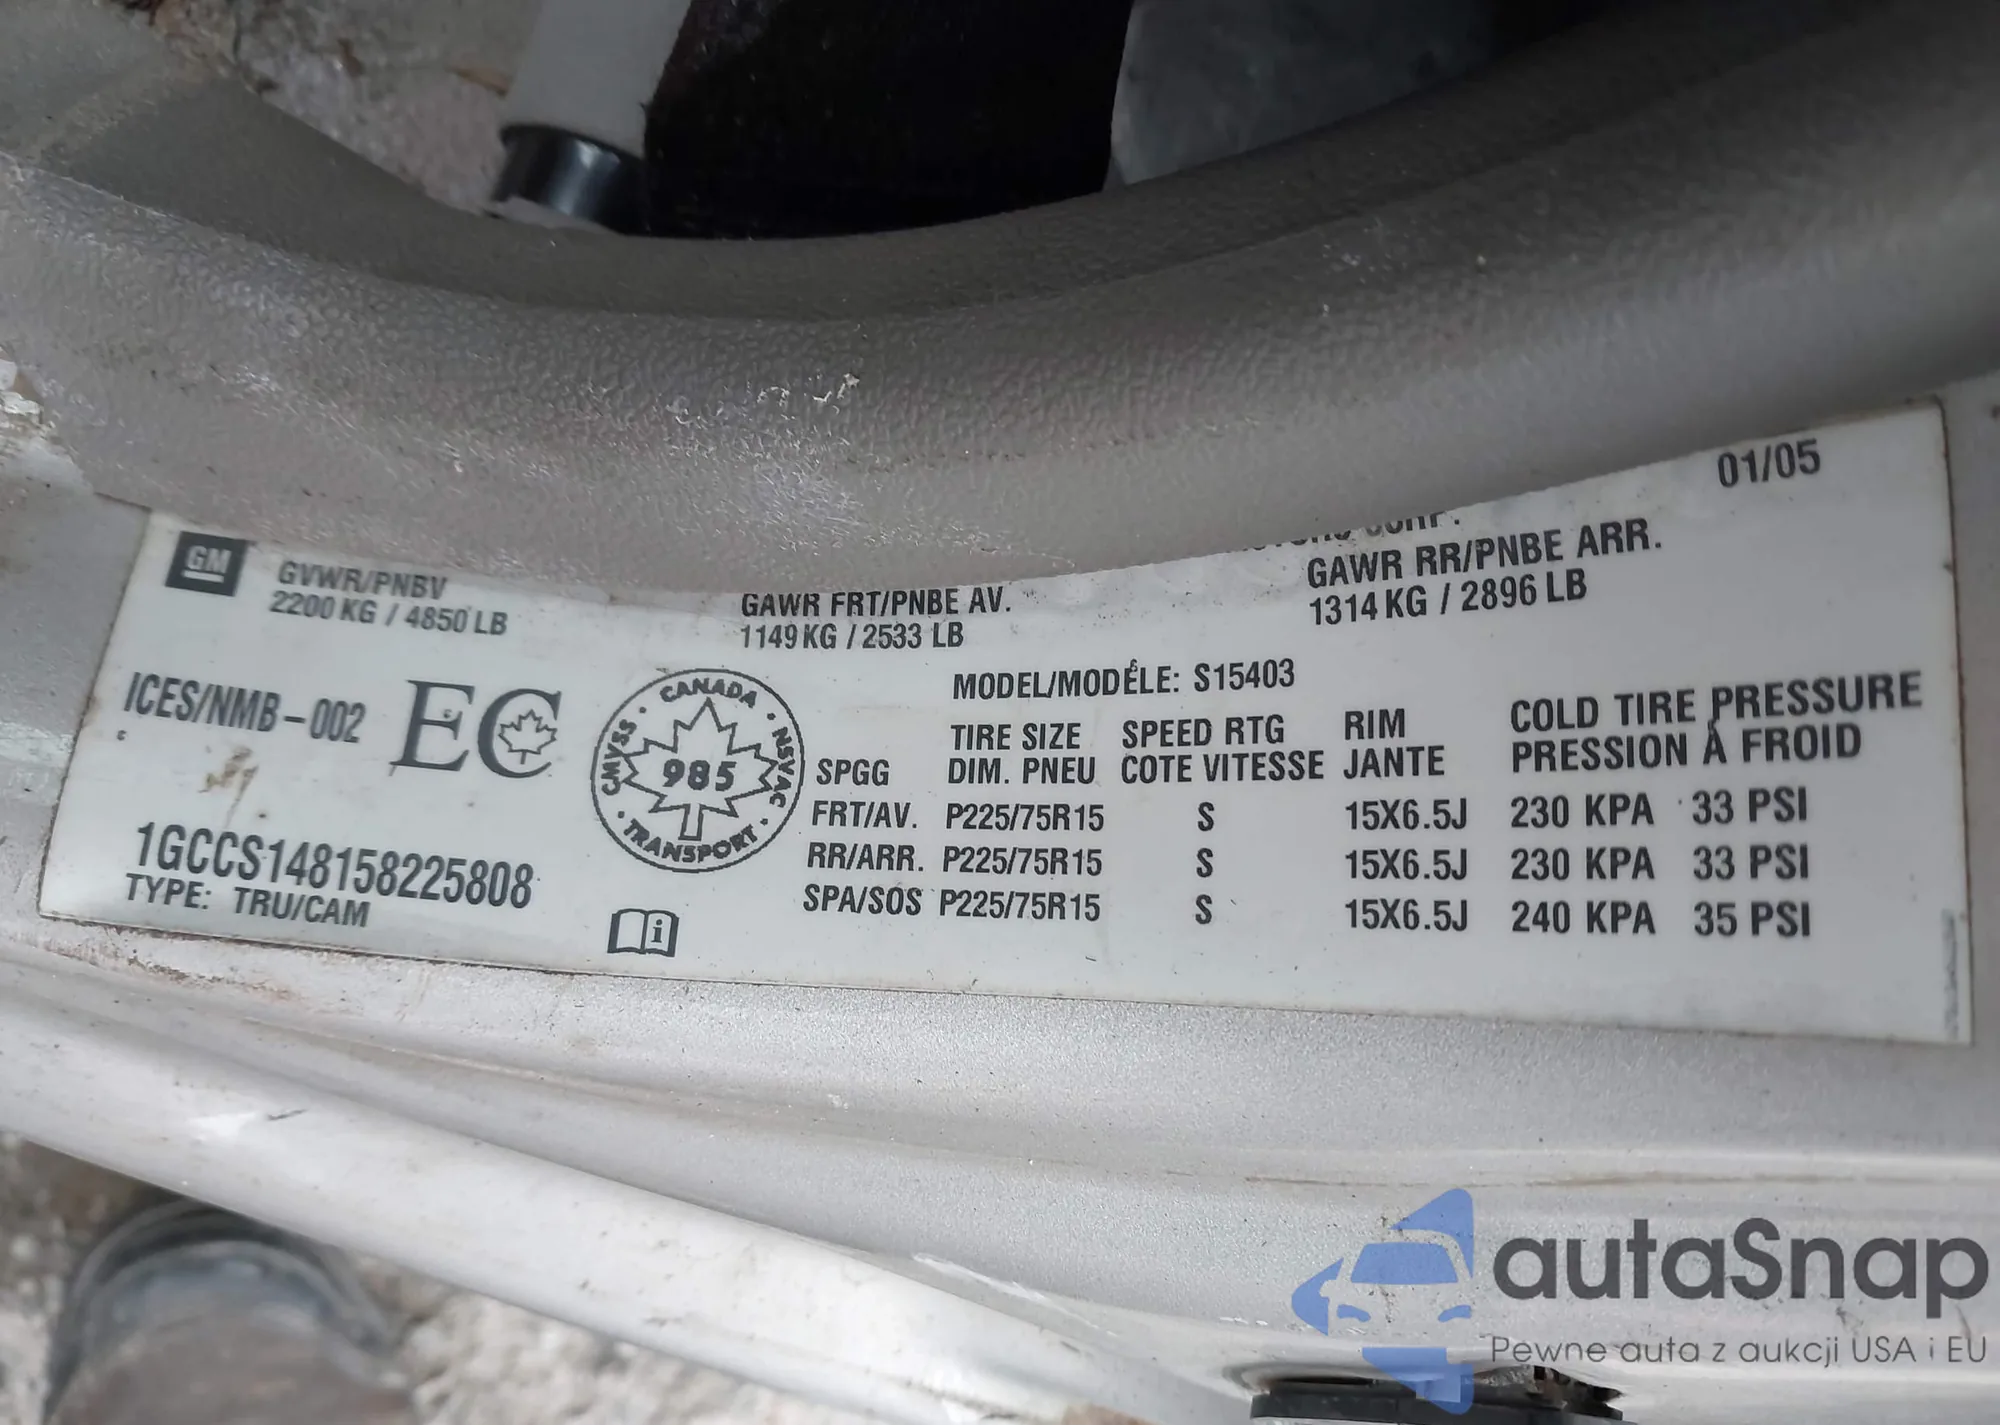 01/05
CORP.
GM
GVWR/PNBV
2200 KG / 4850 LB
GAWR FRT/PNBE AV.
1149 KG / 2533 LB
GAWR RR/PNBE ARR.
1314 KG / 2896 LB
ICES/NMB-002
EC
CANADA
CMVSS
NSVAC
985
TRANSPORT
MODEL/MODÉLE: S15403
TIRE SIZE SPEED RTG RIM COLD TIRE PRESSURE
SPGG DIM. PNEU COTE VITESSE JANTE PRESSION À FROID
FRT/AV. P225/75R15 S 15X6.5J 230 KPA 33 PSI
RR/ARR. P225/75R15 S 15X6.5J 230 KPA 33 PSI
SPA/SOS P225/75R15 S 15X6.5J 240 KPA 35 PSI
1GCCS148158225808
TYPE: TRU/CAM
i
autaSnap
Pewne auta z aukcji USA i EU